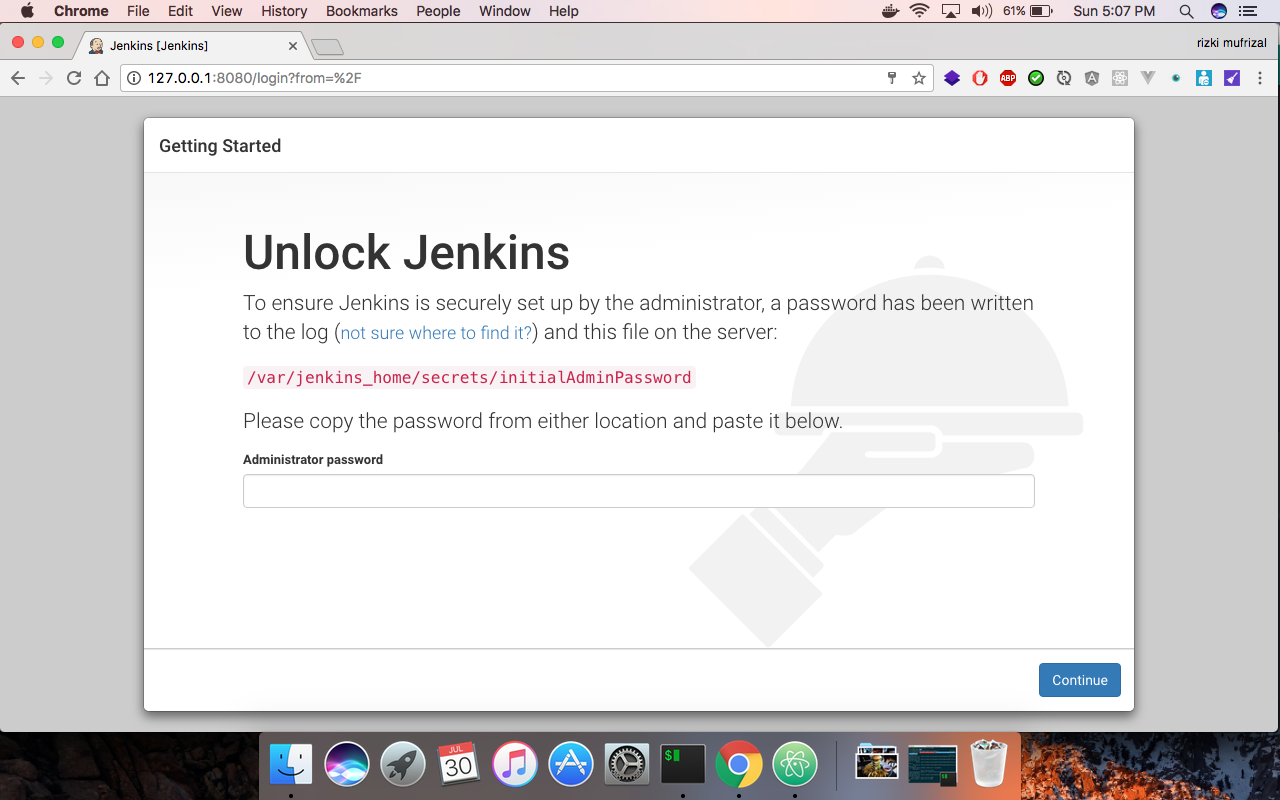 Chrome File Edit View History Bookmarks People Window Help 61% Sun 5:07 PM
Jenkins [Jenkins] rizki mufrizal
127.0.0.1:8080/login?from=%2F ABP
Getting Started
Unlock Jenkins
To ensure Jenkins is securely set up by the administrator, a password has been written
to the log (not sure where to find it?) and this file on the server:
/var/jenkins_home/secrets/initialAdminPassword
Please copy the password from either location and paste it below.
Administrator password
Continue
JUL
30
$